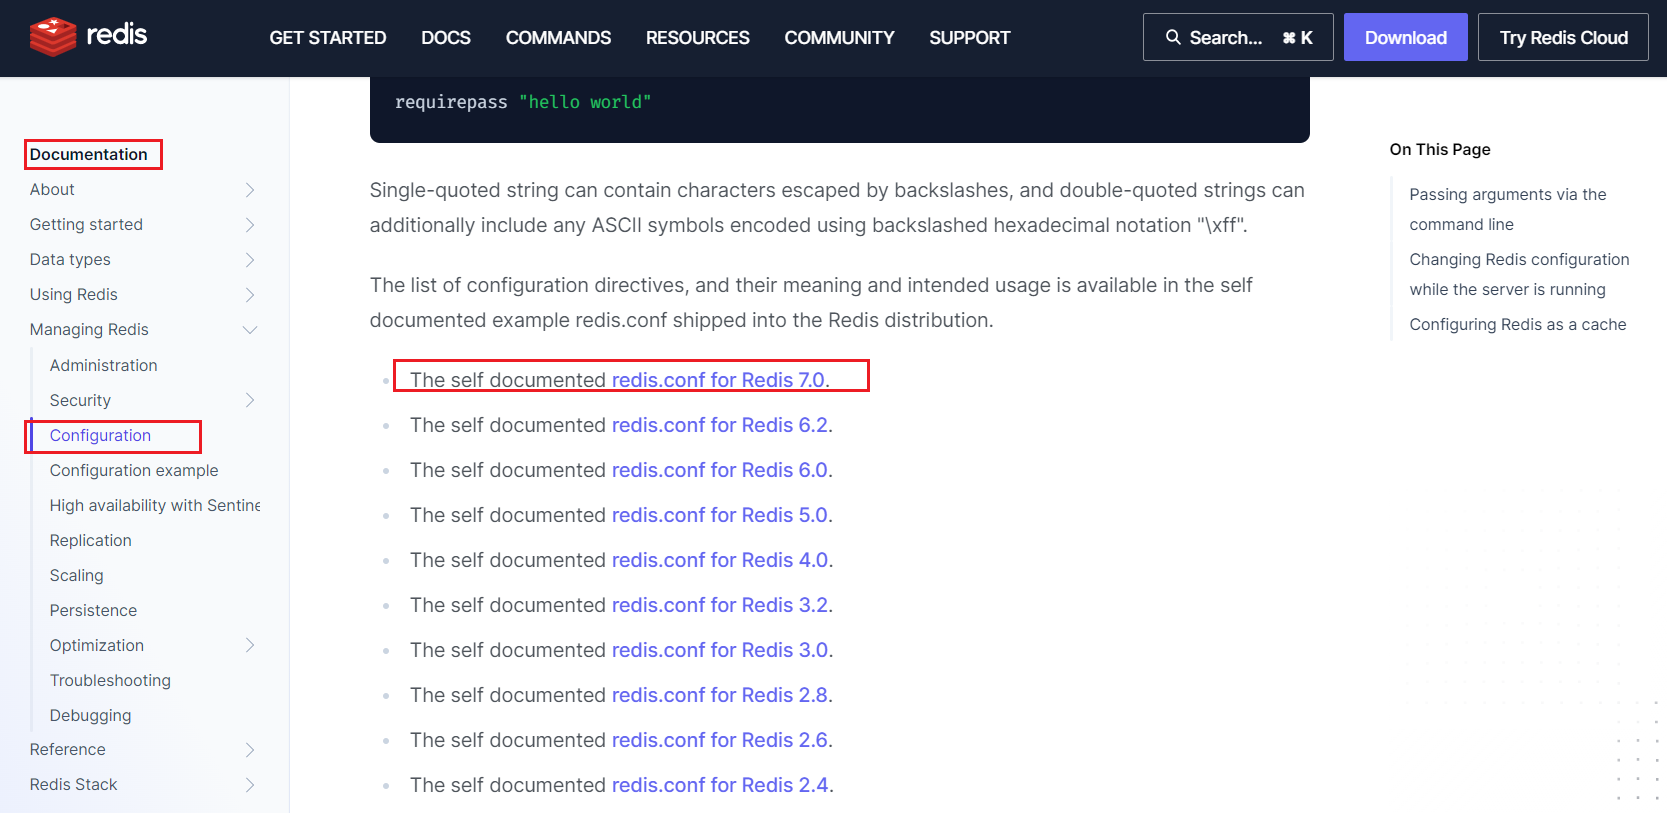 redis
GET STARTED
DOCS
COMMANDS
RESOURCES
COMMUNITY
SUPPORT
Search... ⌘ K
Download
Try Redis Cloud
Documentation
About
Getting started
Data types
Using Redis
Managing Redis
Administration
Security
Configuration
Configuration example
High availability with Sentine
Replication
Scaling
Persistence
Optimization
Troubleshooting
Debugging
Reference
Redis Stack
requirepass "hello world"
Single-quoted string can contain characters escaped by backslashes, and double-quoted strings can
additionally include any ASCII symbols encoded using backslashed hexadecimal notation "\xff".
The list of configuration directives, and their meaning and intended usage is available in the self
documented example redis.conf shipped into the Redis distribution.
The self documented redis.conf for Redis 7.0.
The self documented redis.conf for Redis 6.2.
The self documented redis.conf for Redis 6.0.
The self documented redis.conf for Redis 5.0.
The self documented redis.conf for Redis 4.0.
The self documented redis.conf for Redis 3.2.
The self documented redis.conf for Redis 3.0.
The self documented redis.conf for Redis 2.8.
The self documented redis.conf for Redis 2.6.
The self documented redis.conf for Redis 2.4.
On This Page
Passing arguments via the
command line
Changing Redis configuration
while the server is running
Configuring Redis as a cache